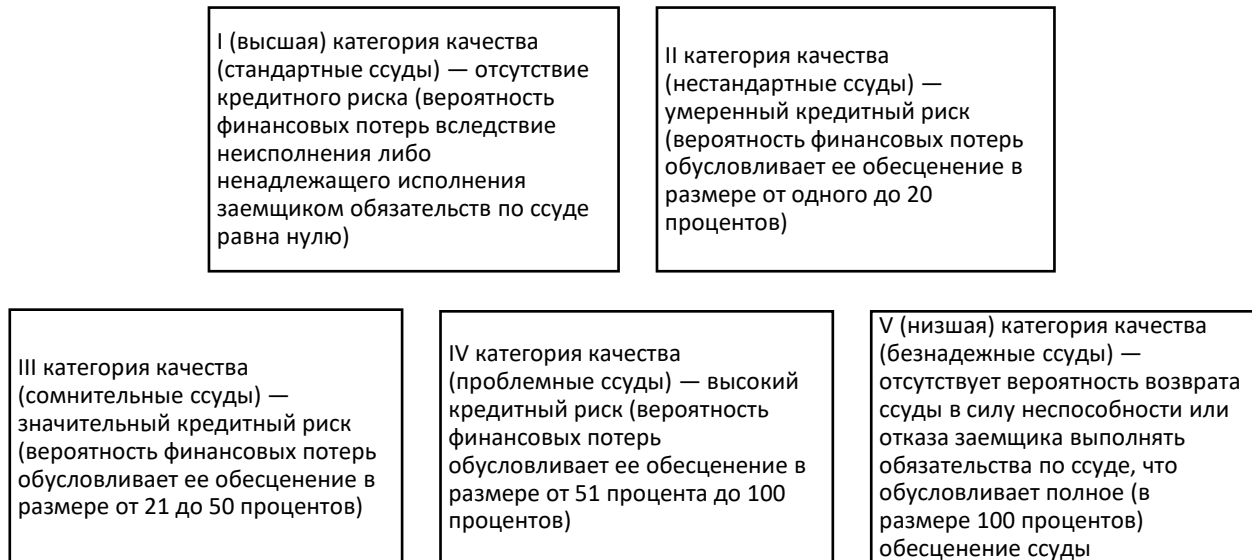 I (высшая) категория качества
(стандартные ссуды) — отсутствие
кредитного риска (вероятность
финансовых потерь вследствие
неисполнения либо
ненадлежащего исполнения
заемщиком обязательств по ссуде
равна нулю)
II категория качества
(нестандартные ссуды) —
умеренный кредитный риск
(вероятность финансовых потерь
обусловливает ее обесценение в
размере от одного до 20
процентов)
III категория качества
(сомнительные ссуды) —
значительный кредитный риск
(вероятность финансовых потерь
обусловливает ее обесценение в
размере от 21 до 50 процентов)
IV категория качества
(проблемные ссуды) — высокий
кредитный риск (вероятность
финансовых потерь
обусловливает ее обесценение в
размере от 51 процента до 100
процентов)
V (низшая) категория качества
(безнадежные ссуды) —
отсутствует вероятность возврата
ссуды в силу неспособности или
отказа заемщика выполнять
обязательства по ссуде, что
обусловливает полное (в
размере 100 процентов)
обесценение ссуды